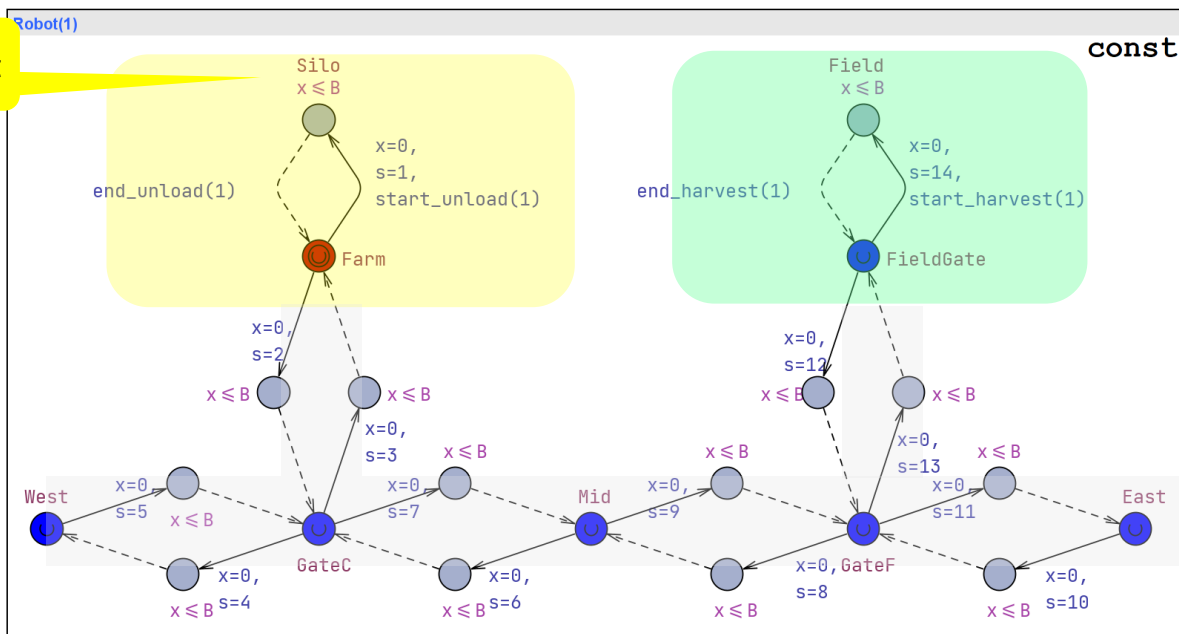 Robot(1)
const
Silo
x ≤ B
Field
x ≤ B
x=0,
s=1,
start_unload(1)
end_unload(1)
x=0,
s=14,
start_harvest(1)
end_harvest(1)
Farm
FieldGate
x=0,
s=2
x=0,
s=12
x ≤ B
x ≤ B
x ≤ B
x ≤ B
x=0,
s=3
x=0,
s=13
x ≤ B
x ≤ B
x ≤ B
West
x=0,
s=5
x ≤ B
x=0,
s=7
Mid
x=0,
s=9
x=0,
s=11
East
GateC
GateF
x=0,
s=4
x ≤ B
x=0,
s=6
x ≤ B
x=0,
s=8
x ≤ B
x=0,
s=10
x ≤ B